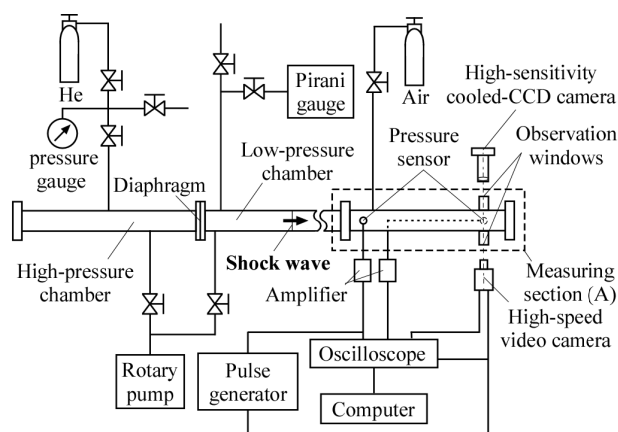 He
pressure
gauge
Pirani
gauge
Air
High-sensitivity
cooled-CCD camera
Observation
windows
Pressure
sensor
Low-pressure
chamber
Diaphragm
High-pressure
chamber
Shock wave
Amplifier
Measuring
section (A)
High-speed
video camera
Rotary
pump
Pulse
generator
Oscilloscope
Computer